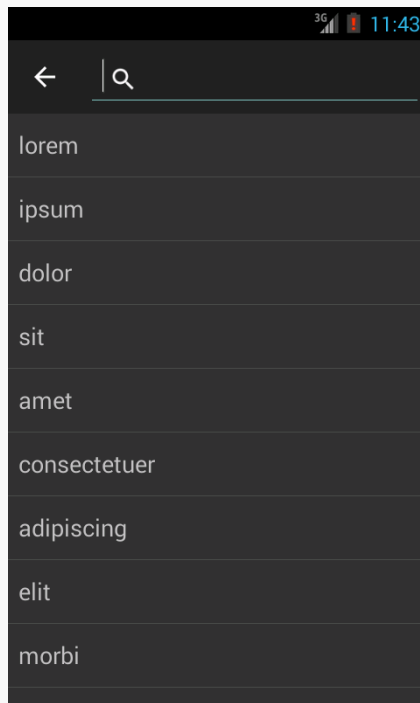 3G 11:43
lorem
ipsum
dolor
sit
amet
consectetuer
adipiscing
elit
morbi